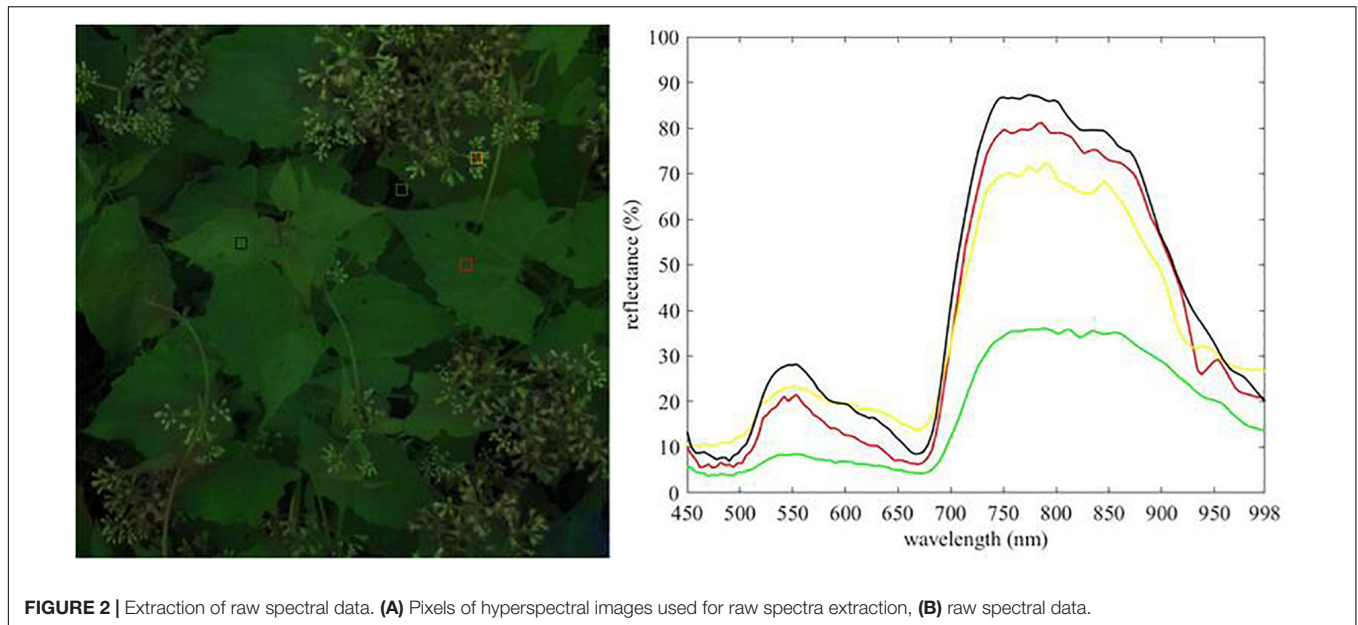 100
90
80
70
60
50
40
30
20
10
0
reflectance (%)
450 500 550 600 650 700 750 800 850 900 950 998
wavelength (nm)
FIGURE 2 | Extraction of raw spectral data. (A) Pixels of hyperspectral images used for raw spectra extraction, (B) raw spectral data.